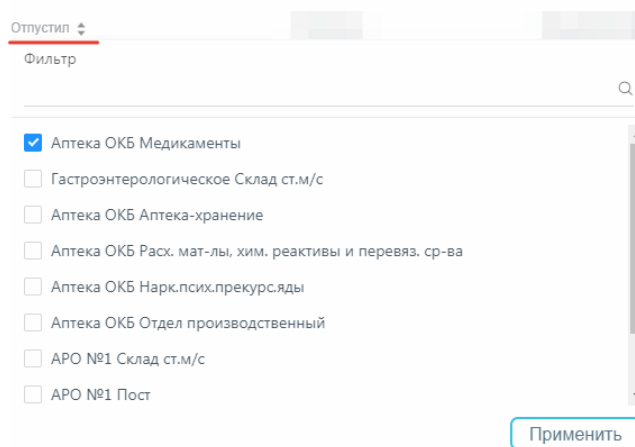 Отпустил
Фильтр
Аптека ОКБ Медикаменты
Гастроэнтерологическое Склад ст.м/с
Аптека ОКБ Аптека-хранение
Аптека ОКБ Расх. мат-лы, хим. реактивы и перевяз. ср-ва
Аптека ОКБ Нарк.псих.прекурс.яды
Аптека ОКБ Отдел производственный
АРО №1 Склад ст.м/с
АРО №1 Пост
Применить